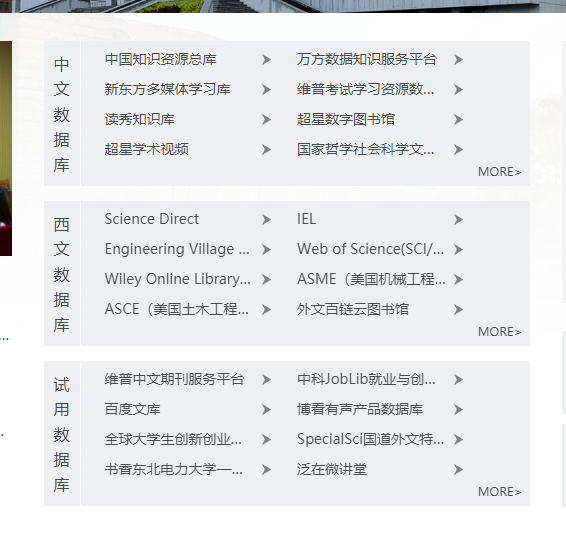 中文数据库
中国知识资源总库
万方数据知识服务平台
新东方多媒体学习库
维普考试学习资源数...
读秀知识库
超星数字图书馆
超星学术视频
国家哲学社会科学文...
MORE>
西文数据库
Science Direct
IEL
Engineering Village ...
Web of Science(SCI/...
Wiley Online Library...
ASME（美国机械工程...
ASCE（美国土木工程...
外文百链云图书馆
MORE>
试用数据库
维普中文期刊服务平台
中科JobLib就业与创...
百度文库
博看有声产品数据库
全球大学生创新创业...
SpecialSci国道外文特...
书香东北电力大学—...
泛在微讲堂
MORE>